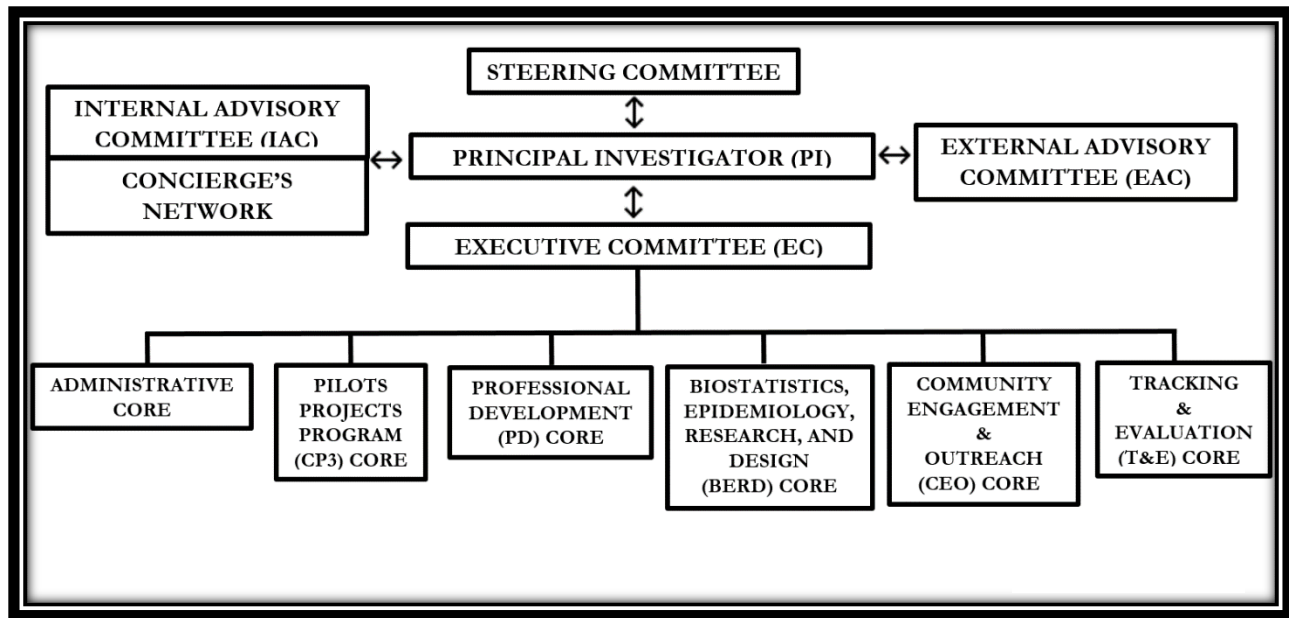 STEERING COMMITTEE
INTERNAL ADVISORY
COMMITTEE (IAC)
CONCIERGE'S
NETWORK
PRINCIPAL INVESTIGATOR (PI)
EXTERNAL ADVISORY
COMMITTEE (EAC)
EXECUTIVE COMMITTEE (EC)
ADMINISTRATIVE
CORE
PILOTS
PROJECTS
PROGRAM
(CP3) CORE
PROFESSIONAL
DEVELOPMENT
(PD) CORE
BIOSTATISTICS,
EPIDEMIOLOGY,
RESEARCH, AND
DESIGN
(BERD) CORE
COMMUNITY
ENGAGEMENT
&
OUTREACH
(CEO) CORE
TRACKING
&
EVALUATION
(T&E) CORE